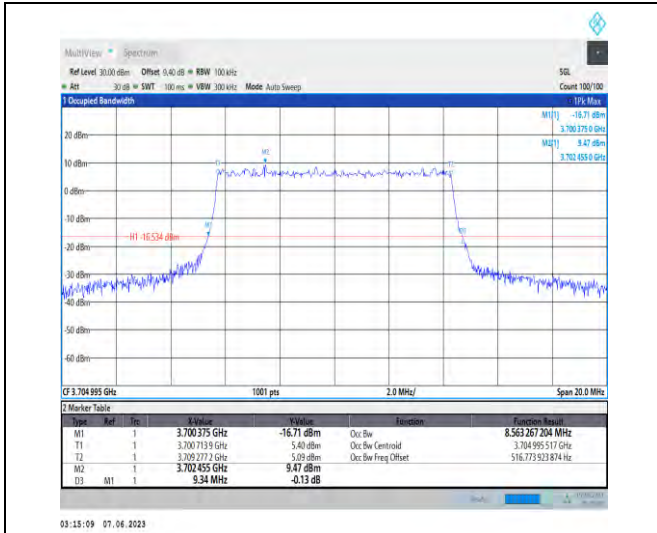 MultiView Spectrum
Ref Level 30.00 dBm Offset 9.40 dB RBW 100 kHz SGL
Att 30 dB SWT 100 ms VBW 300 kHz Mode Auto Sweep Count 100/100
1 Occupied Bandwidth 1Pk Max
M1[1] -16.71 dBm
3.700 375 0 GHz
M2[1] 9.47 dBm
3.702 455 0 GHz
20 dBm
M2
10 dBm
T1 T2
0 dBm
-10 dBm
M1
H1 -16.534 dBm
-20 dBm
-30 dBm
-40 dBm
-50 dBm
-60 dBm
CF 3.704 995 GHz 1001 pts 2.0 MHz/ Span 20.0 MHz
2 Marker Table
Type Ref Trc X-Value Y-Value Function Function Result
M1 1 3.700 375 GHz -16.71 dBm Occ Bw 8.563 267 204 MHz
T1 1 3.700 713 9 GHz 5.40 dBm Occ Bw Centroid 3.704 995 517 GHz
T2 1 3.709 277 2 GHz 5.09 dBm Occ Bw Freq Offset 516.773 923 874 Hz
M2 1 3.702 455 GHz 9.47 dBm
D3 M1 1 9.34 MHz -0.13 dB
03:15:09 07.06.2023